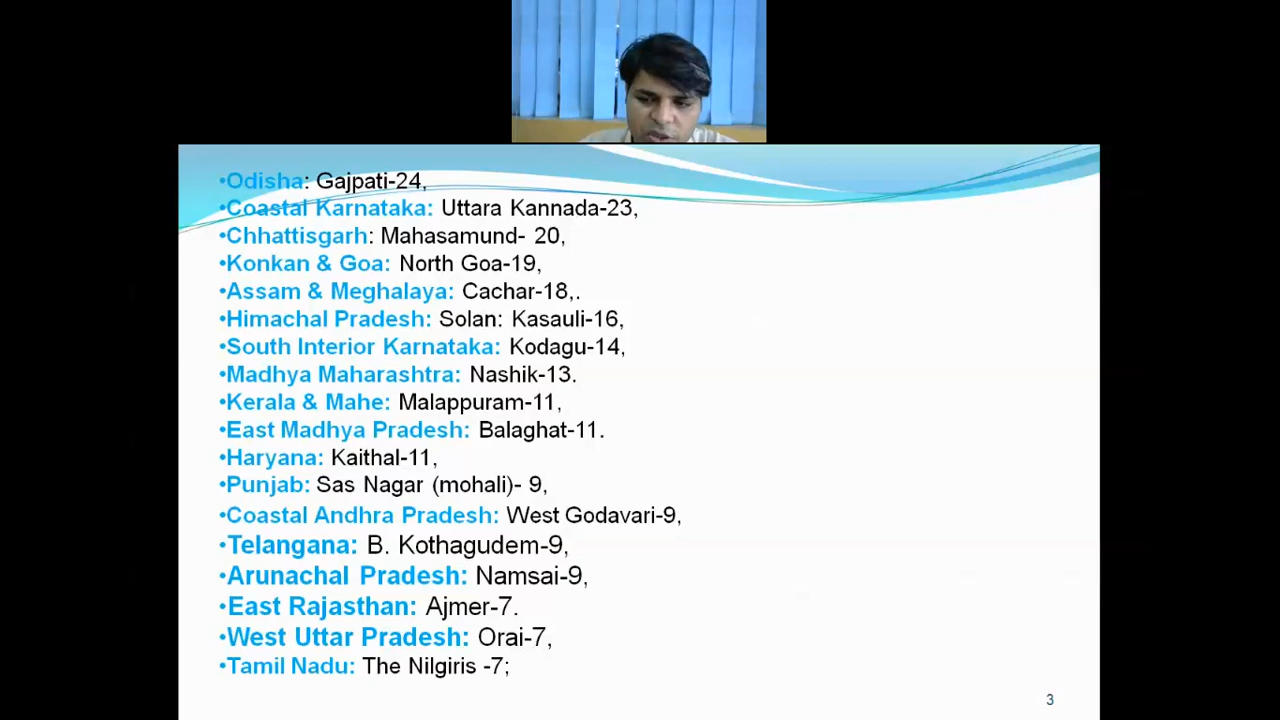 •Odisha: Gajpati-24,
•Coastal Karnataka: Uttara Kannada-23,
•Chhattisgarh: Mahasamund- 20,
•Konkan & Goa: North Goa-19,
•Assam & Meghalaya: Cachar-18,.
•Himachal Pradesh: Solan: Kasauli-16,
•South Interior Karnataka: Kodagu-14,
•Madhya Maharashtra: Nashik-13.
•Kerala & Mahe: Malappuram-11,
•East Madhya Pradesh: Balaghat-11.
•Haryana: Kaithal-11,
•Punjab: Sas Nagar (mohali)- 9,
•Coastal Andhra Pradesh: West Godavari-9,
•Telangana: B. Kothagudem-9,
•Arunachal Pradesh: Namsai-9,
•East Rajasthan: Ajmer-7.
•West Uttar Pradesh: Orai-7,
•Tamil Nadu: The Nilgiris -7;
3